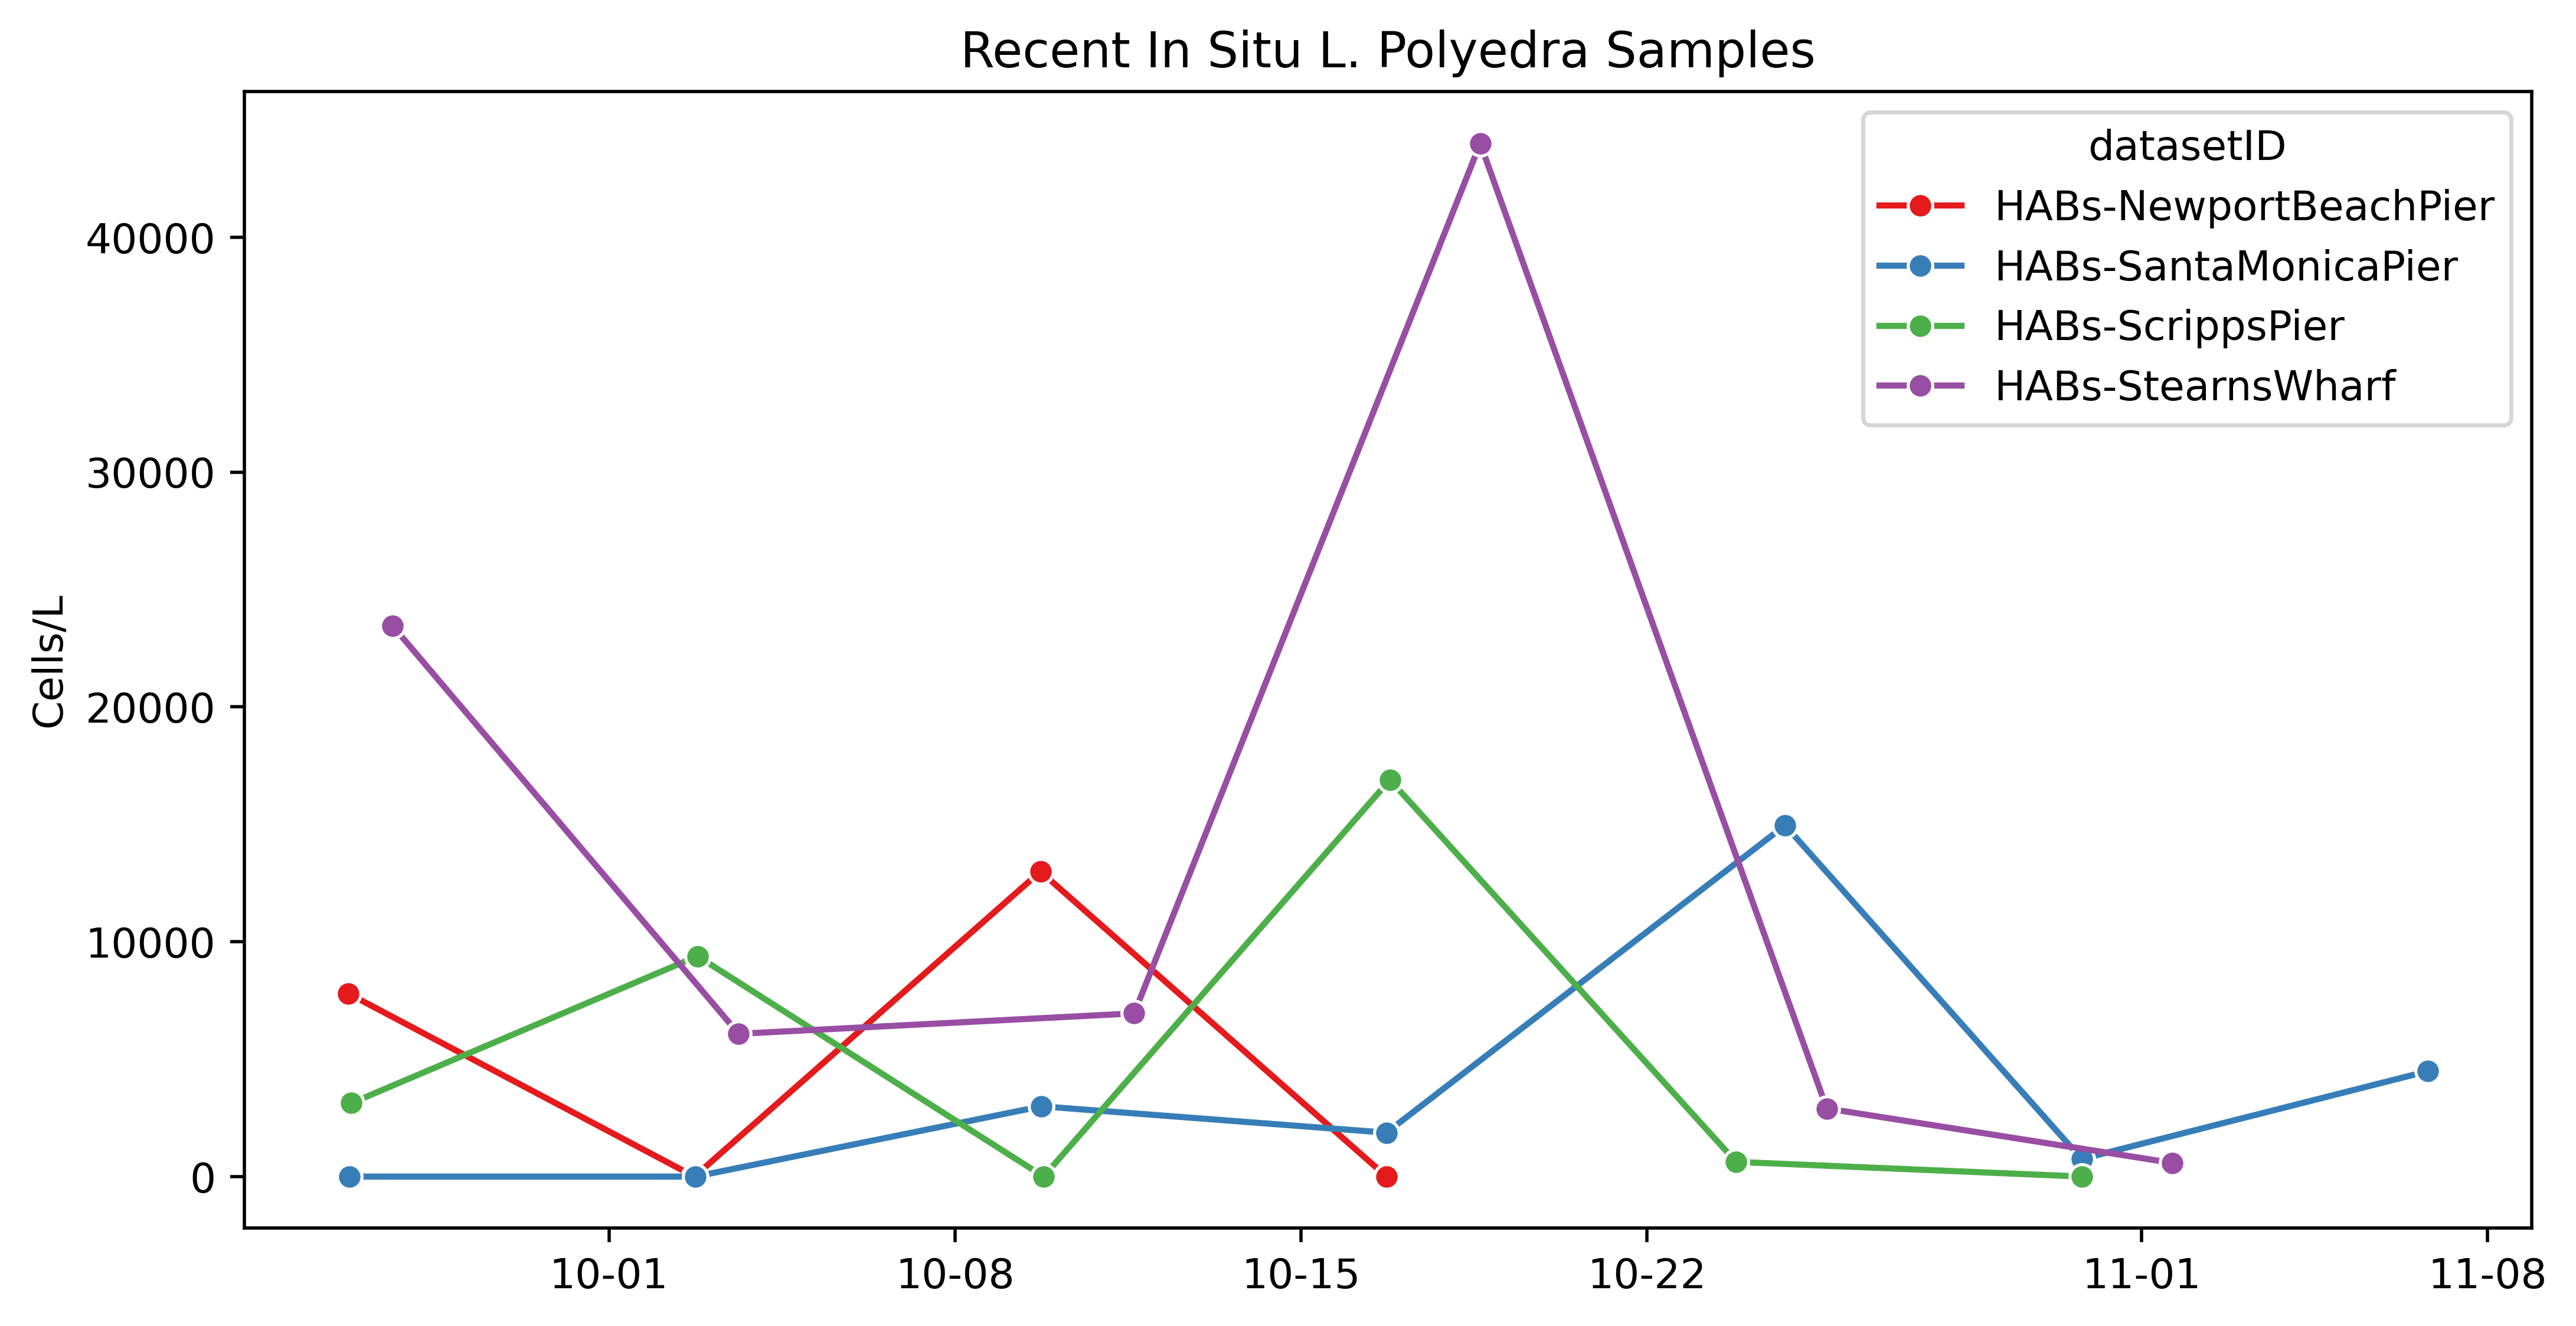 Recent In Situ L. Polyedra Samples
datasetID
HABs-NewportBeachPier
HABs-SantaMonicaPier
HABs-ScrippsPier
HABs-StearnsWharf
Cells/L
40000
30000
20000
10000
0
10-01 10-08 10-15 10-22 11-01 11-08